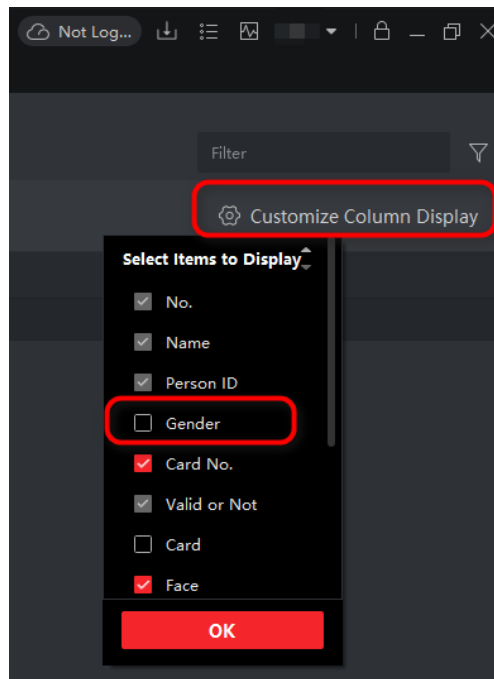 Not Log...
Filter
Customize Column Display
Select Items to Display
No.
Name
Person ID
Gender
Card No.
Valid or Not
Card
Face
OK